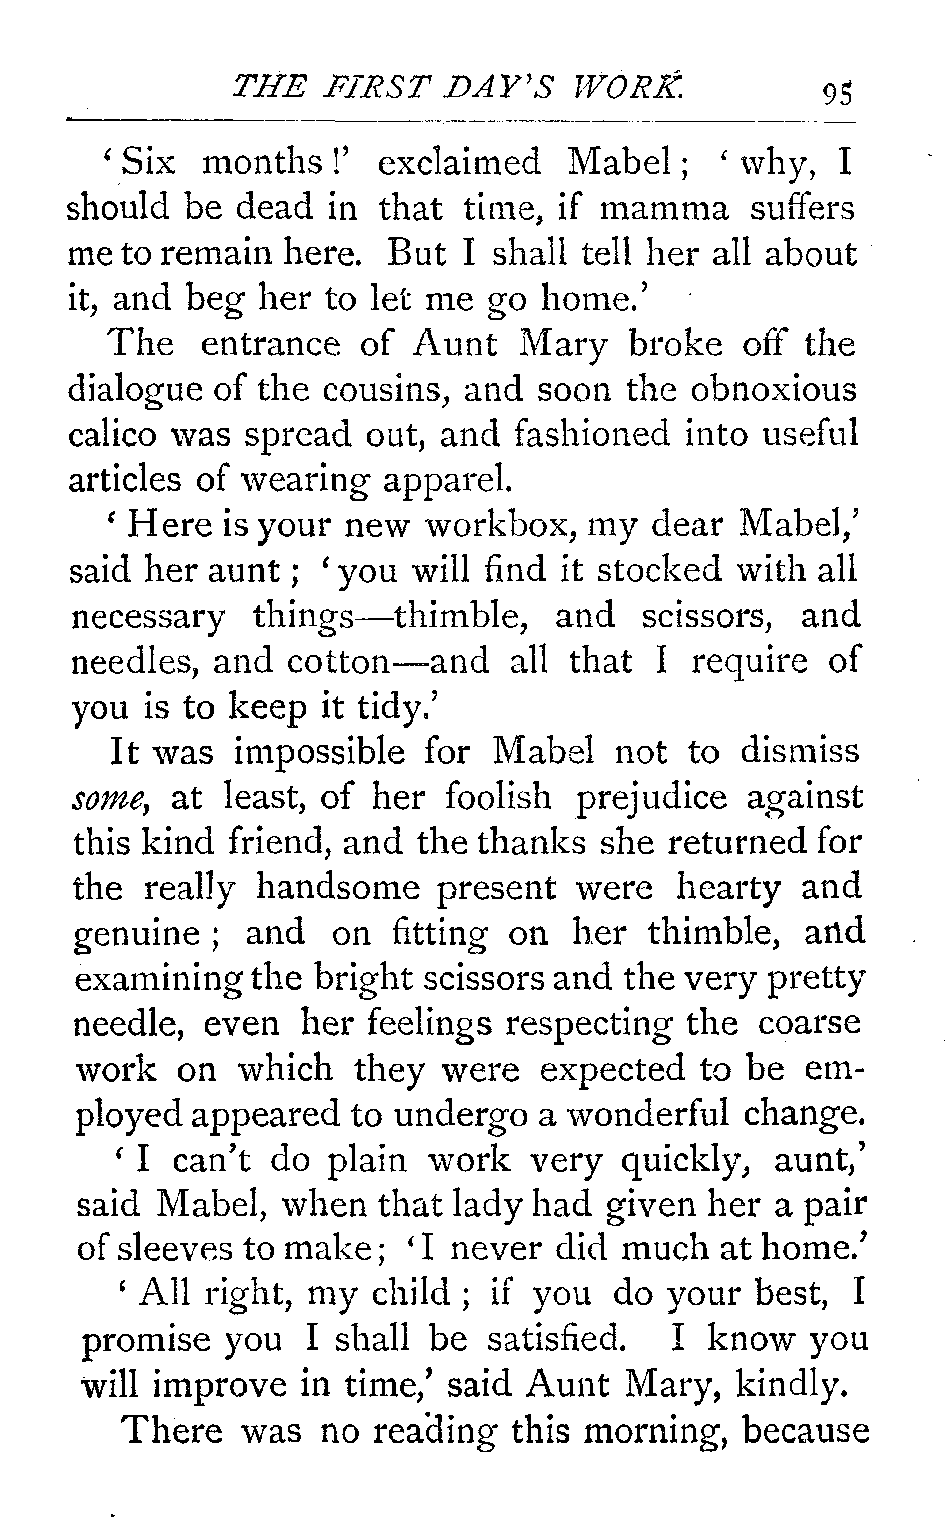 THE FIRST DAY'S WORK. 95
‘Six months!’ exclaimed Mabel; ‘why, I
should be dead in that time, if mamma suffers
me to remain here. But I shall tell her all about
it, and beg her to let me go home.’
The entrance of Aunt Mary broke off the
dialogue of the cousins, and soon the obnoxious
calico was spread out, and fashioned into useful
articles of wearing apparel.
‘Here is your new workbox, my dear Mabel,’
said her aunt; ‘you will find it stocked with all
necessary things—thimble, and scissors, and
needles, and cotton—and all that I require of
you is to keep it tidy.’
It was impossible for Mabel not to dismiss
some, at least, of her foolish prejudice against
this kind friend, and the thanks she returned for
the really handsome present were hearty and
genuine; and on fitting on her thimble, and
examining the bright scissors and the very pretty
needle, even her feelings respecting the coarse
work on which they were expected to be em-
ployed appeared to undergo a wonderful change.
‘I can't do plain work very quickly, aunt,’
said Mabel, when that lady had given her a pair
of sleeves to make; ‘I never did much at home.’
‘All right, my child; if you do your best, I
promise you I shall be satisfied. I know you
will improve in time,’ said Aunt Mary, kindly.
There was no reading this morning, because